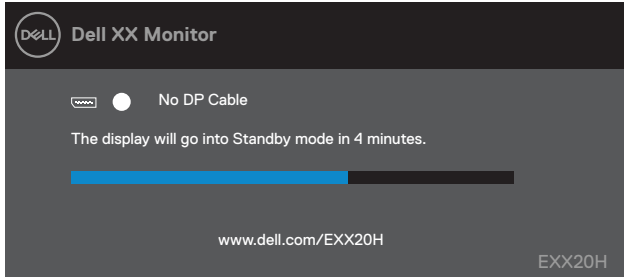 DELL Dell XX Monitor
No DP Cable
The display will go into Standby mode in 4 minutes.
www.dell.com/EXX20H
EXX20H